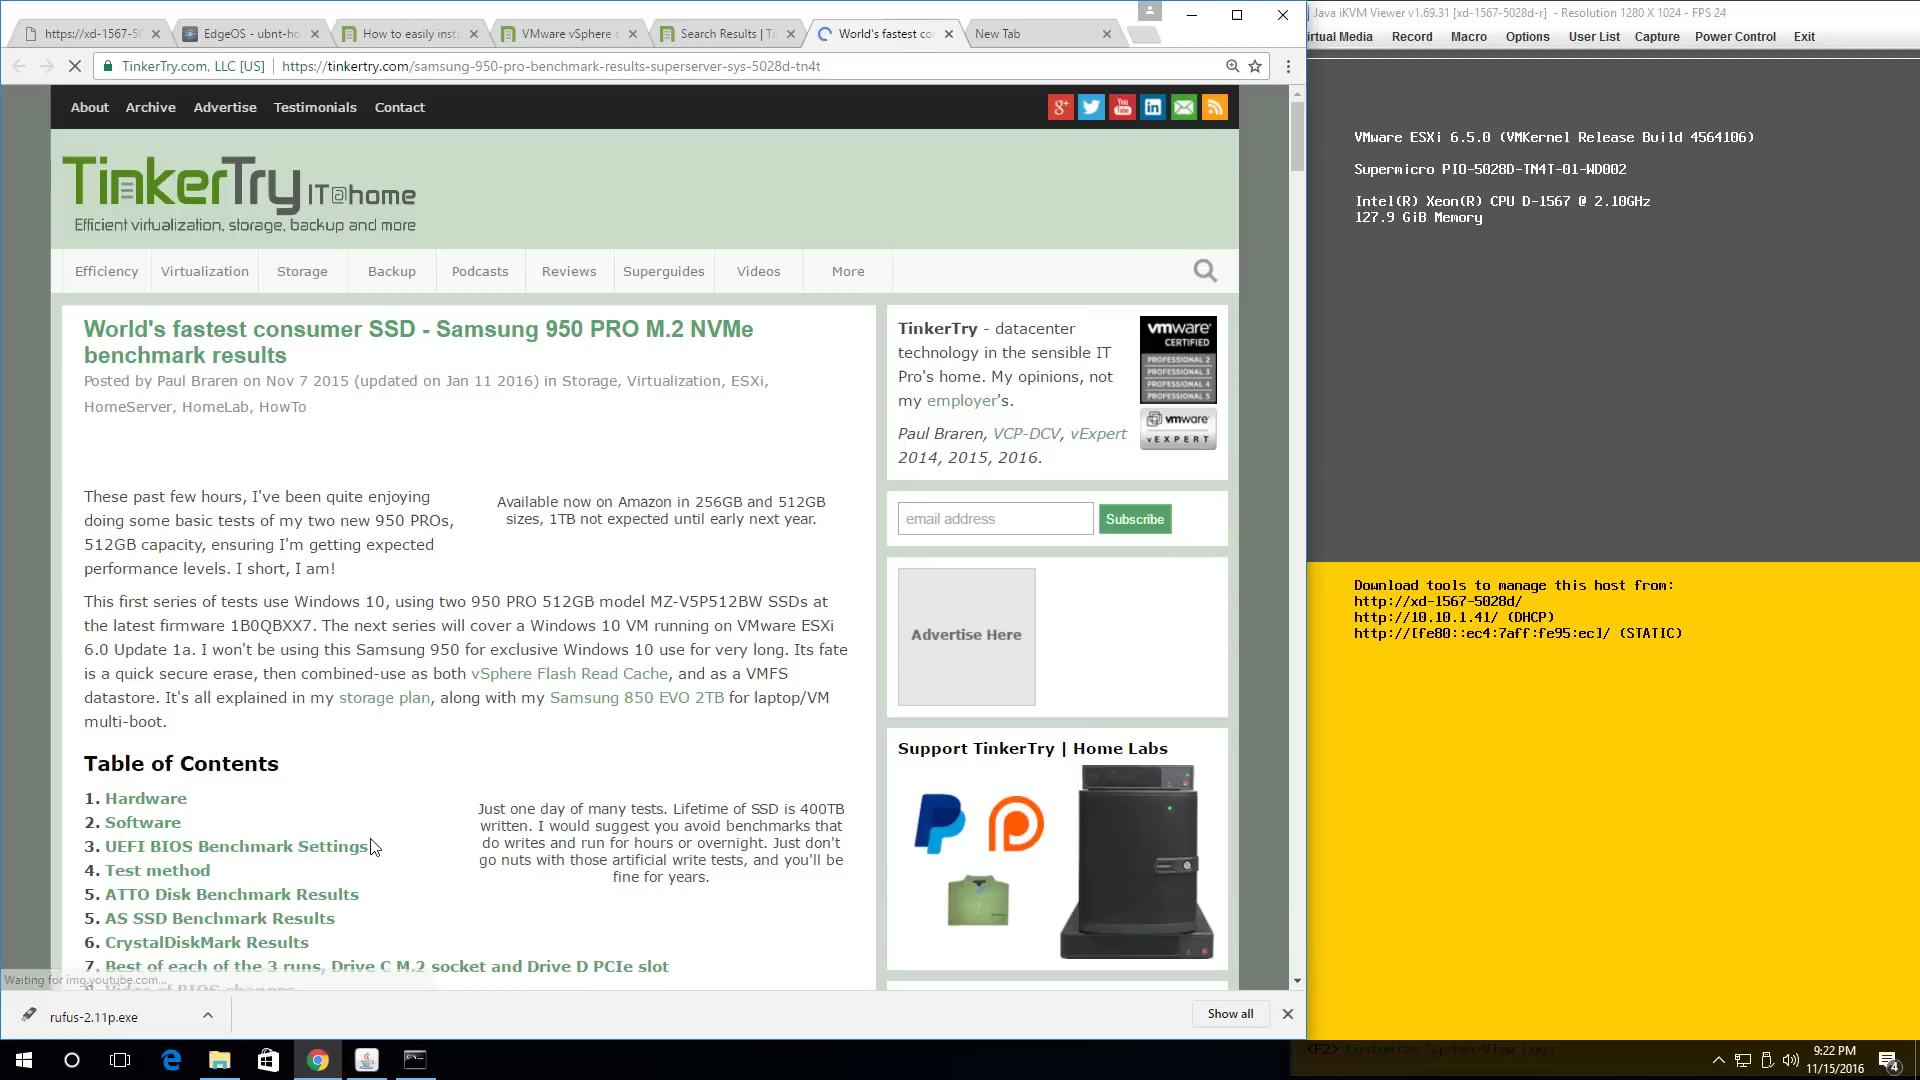 https://xd-1567-50
EdgeOS - ubnt-ho
How to easily inst
VMware vSphere
Search Results | Ti
World's fastest co
New Tab
Java iKVM Viewer v1.69.31 [xd-1567-5028d-r] - Resolution 1280 X 1024 - FPS 24
irtual Media Record Macro Options User List Capture Power Control Exit
TinkerTry.com, LLC [US] https://tinkertry.com/samsung-950-pro-benchmark-results-superserver-sys-5028d-tn4t
About Archive Advertise Testimonials Contact
TinkerTry IT@home
Efficient virtualization, storage, backup and more
Efficiency Virtualization Storage Backup Podcasts Reviews Superguides Videos More
World's fastest consumer SSD - Samsung 950 PRO M.2 NVMe
benchmark results
Posted by Paul Braren on Nov 7 2015 (updated on Jan 11 2016) in Storage, Virtualization, ESXi,
HomeServer, HomeLab, HowTo
These past few hours, I've been quite enjoying
doing some basic tests of my two new 950 PROs,
512GB capacity, ensuring I'm getting expected
performance levels. I short, I am!
Available now on Amazon in 256GB and 512GB
sizes, 1TB not expected until early next year.
This first series of tests use Windows 10, using two 950 PRO 512GB model MZ-V5P512BW SSDs at
the latest firmware 1B0QBXX7. The next series will cover a Windows 10 VM running on VMware ESXi
6.0 Update 1a. I won't be using this Samsung 950 for exclusive Windows 10 use for very long. Its fate
is a quick secure erase, then combined-use as both vSphere Flash Read Cache, and as a VMFS
datastore. It's all explained in my storage plan, along with my Samsung 850 EVO 2TB for laptop/VM
multi-boot.
Table of Contents
1. Hardware
2. Software
3. UEFI BIOS Benchmark Settings
4. Test method
5. ATTO Disk Benchmark Results
5. AS SSD Benchmark Results
6. CrystalDiskMark Results
7. Best of each of the 3 runs, Drive C M.2 socket and Drive D PCIe slot
8. Video of BIOS changes
Just one day of many tests. Lifetime of SSD is 400TB
written. I would suggest you avoid benchmarks that
do writes and run for hours or overnight. Just don't
go nuts with those artificial write tests, and you'll be
fine for years.
TinkerTry - datacenter
technology in the sensible IT
Pro's home. My opinions, not
my employer's.
Paul Braren, VCP-DCV, vExpert
2014, 2015, 2016.
vmware
CERTIFIED
PROFESSIONAL 2
PROFESSIONAL 3
PROFESSIONAL 4
PROFESSIONAL 5
vmware
vEXPERT
email address Subscribe
Advertise Here
Support TinkerTry | Home Labs
Waiting for img.youtube.com...
rufus-2.11p.exe
Show all
VMware ESXi 6.5.0 (VMKernel Release Build 4564106)
Supermicro PIO-5028D-TN4T-01-WD002
Intel(R) Xeon(R) CPU D-1567 @ 2.10GHz
127.9 GiB Memory
Download tools to manage this host from:
http://xd-1567-5028d/
http://10.10.1.41/ (DHCP)
http://[fe80::ec4:7aff:fe95:ec]/ (STATIC)
<F2> Customize System/View Logs
9:22 PM
11/15/2016
4